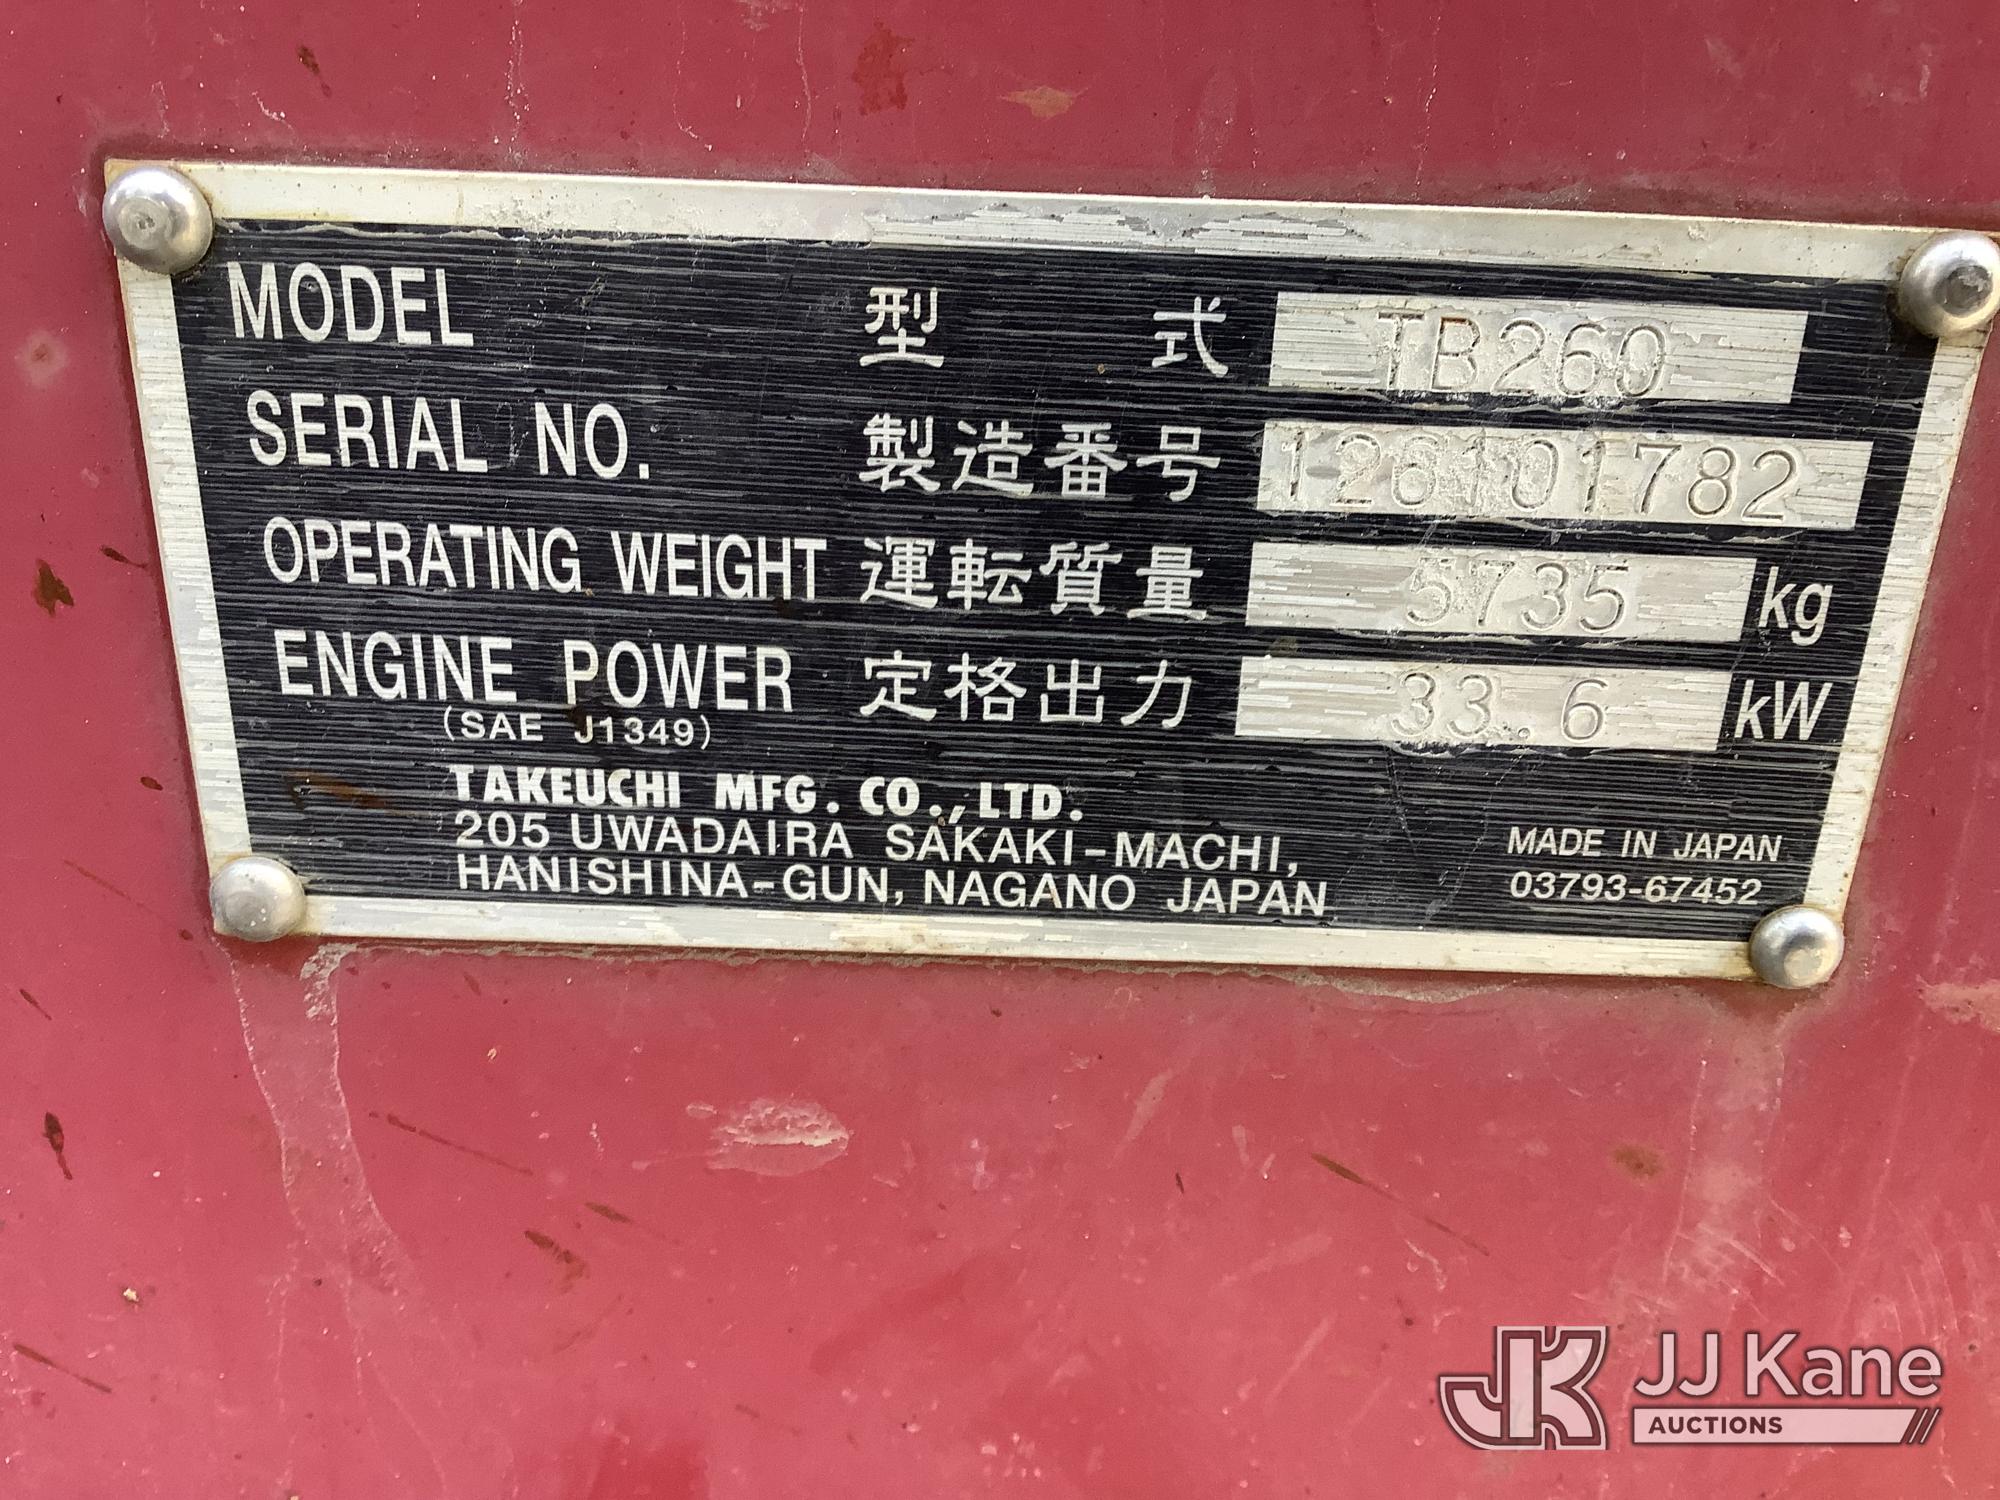 MODEL 型 式 TB260
SERIAL NO. 製造番号 126101782
OPERATING WEIGHT 運転質量 5735 kg
ENGINE POWER 定格出力 33.6 kW
(SAE J1349)
TAKEUCHI MFG. CO., LTD.
205 UWADAIRA SAKAKI-MACHI,
HANISHINA-GUN, NAGANO JAPAN
MADE IN JAPAN
03793-67452
JK JJ Kane
AUCTIONS